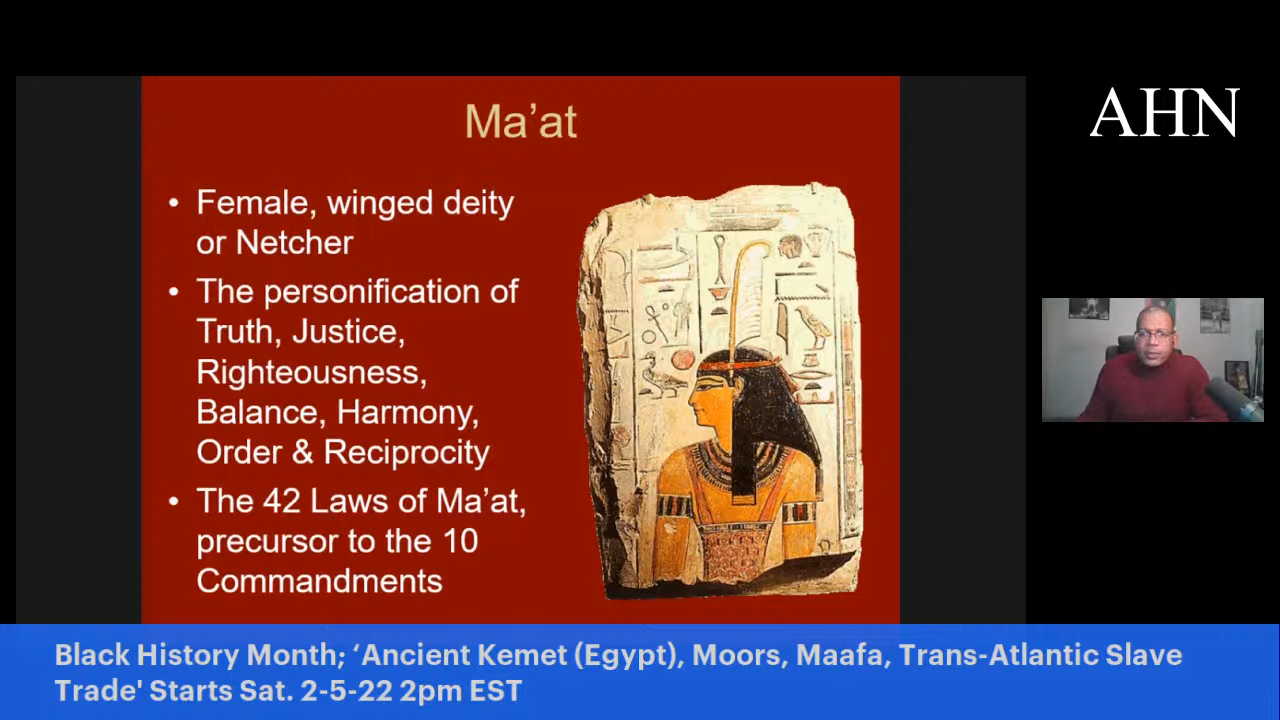 Ma’at
AHN
• Female, winged deity
or Netcher
• The personification of
Truth, Justice,
Righteousness,
Balance, Harmony,
Order & Reciprocity
• The 42 Laws of Ma’at,
precursor to the 10
Commandments
Black History Month; ‘Ancient Kemet (Egypt), Moors, Maafa, Trans-Atlantic Slave
Trade' Starts Sat. 2-5-22 2pm EST